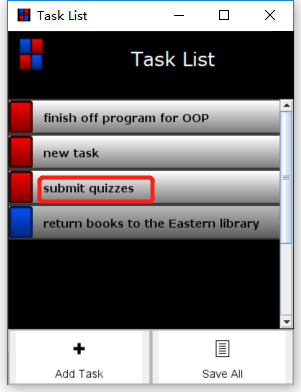 Task List
Task List
finish off program for OOP
new task
submit quizzes
return books to the Eastern library
Add Task
Save All